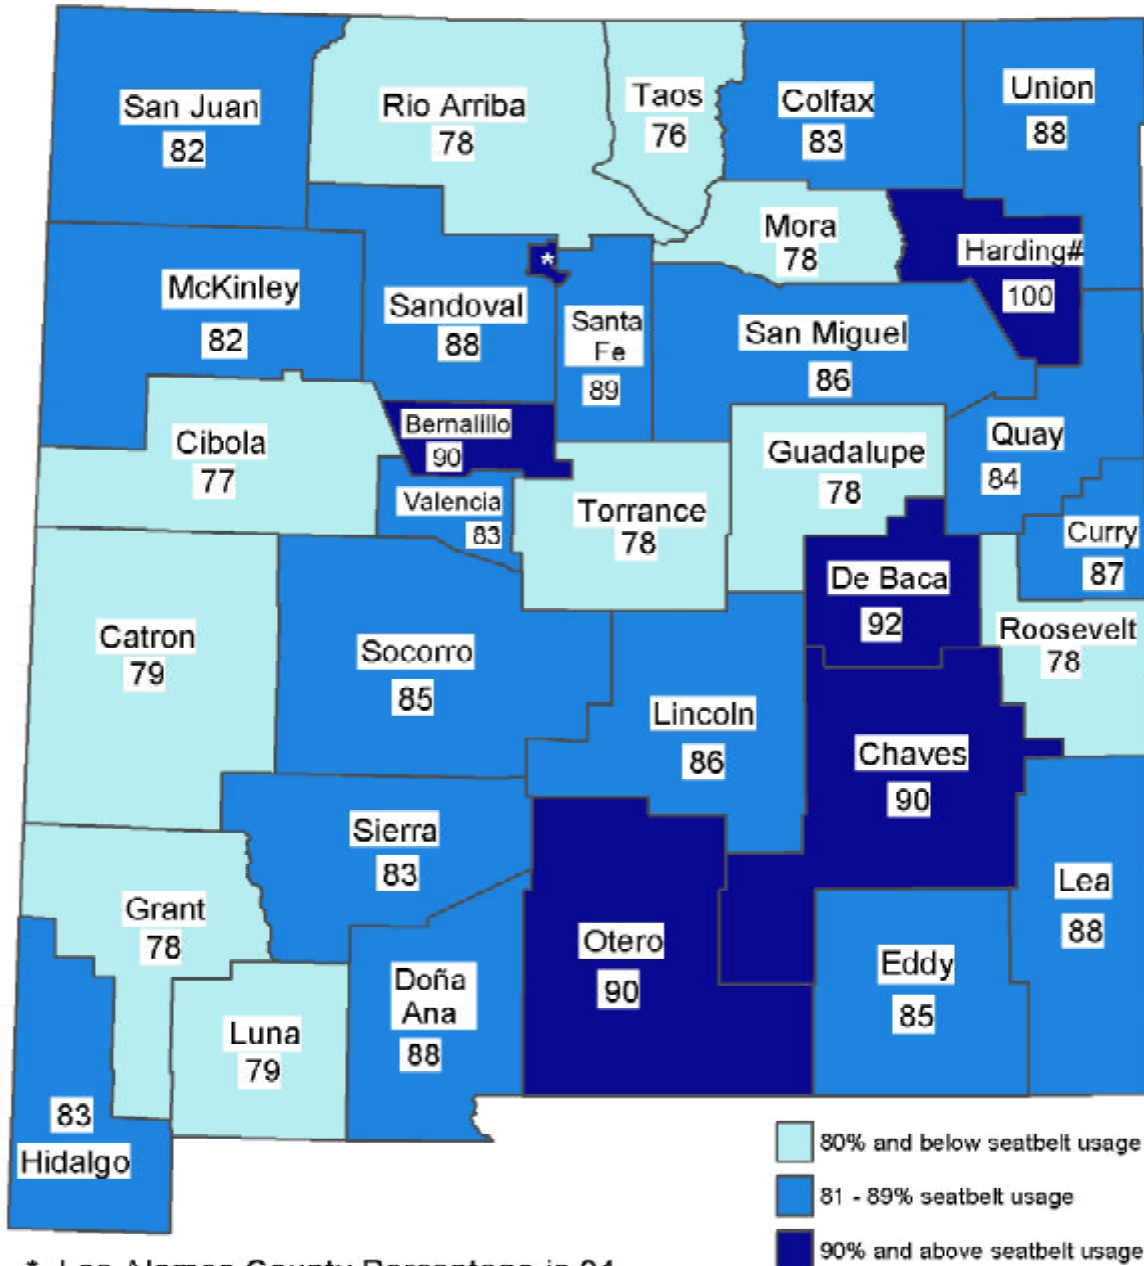 San Juan
82
Rio Arriba
78
Taos
76
Colfax
83
Union
88
Mora
78
Harding#
100
McKinley
82
Sandoval
88
*
Santa
Fe
89
San Miguel
86
Cibola
77
Bernalillo
90
Valencia
83
Torrance
78
Guadalupe
78
Quay
84
Curry
87
De Baca
92
Roosevelt
78
Catron
79
Socorro
85
Lincoln
86
Chaves
90
Sierra
83
Grant
78
Luna
79
Doña
Ana
88
Otero
90
Eddy
85
Lea
88
83
Hidalgo
80% and below seatbelt usage
81 - 89% seatbelt usage
90% and above seatbelt usage